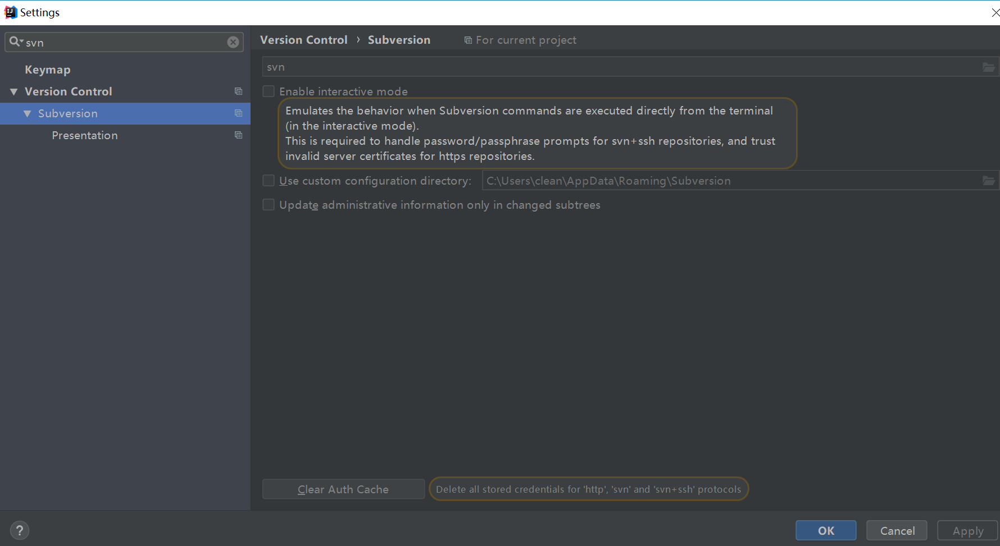 Settings
svn
Keymap
Version Control
Subversion
Presentation
Version Control › Subversion For current project
svn
Enable interactive mode
Emulates the behavior when Subversion commands are executed directly from the terminal
(in the interactive mode).
This is required to handle password/passphrase prompts for svn+ssh repositories, and trust
invalid server certificates for https repositories.
Use custom configuration directory: C:\Users\clean\AppData\Roaming\Subversion
Update administrative information only in changed subtrees
Clear Auth Cache Delete all stored credentials for 'http', 'svn' and 'svn+ssh' protocols
? OK Cancel Apply